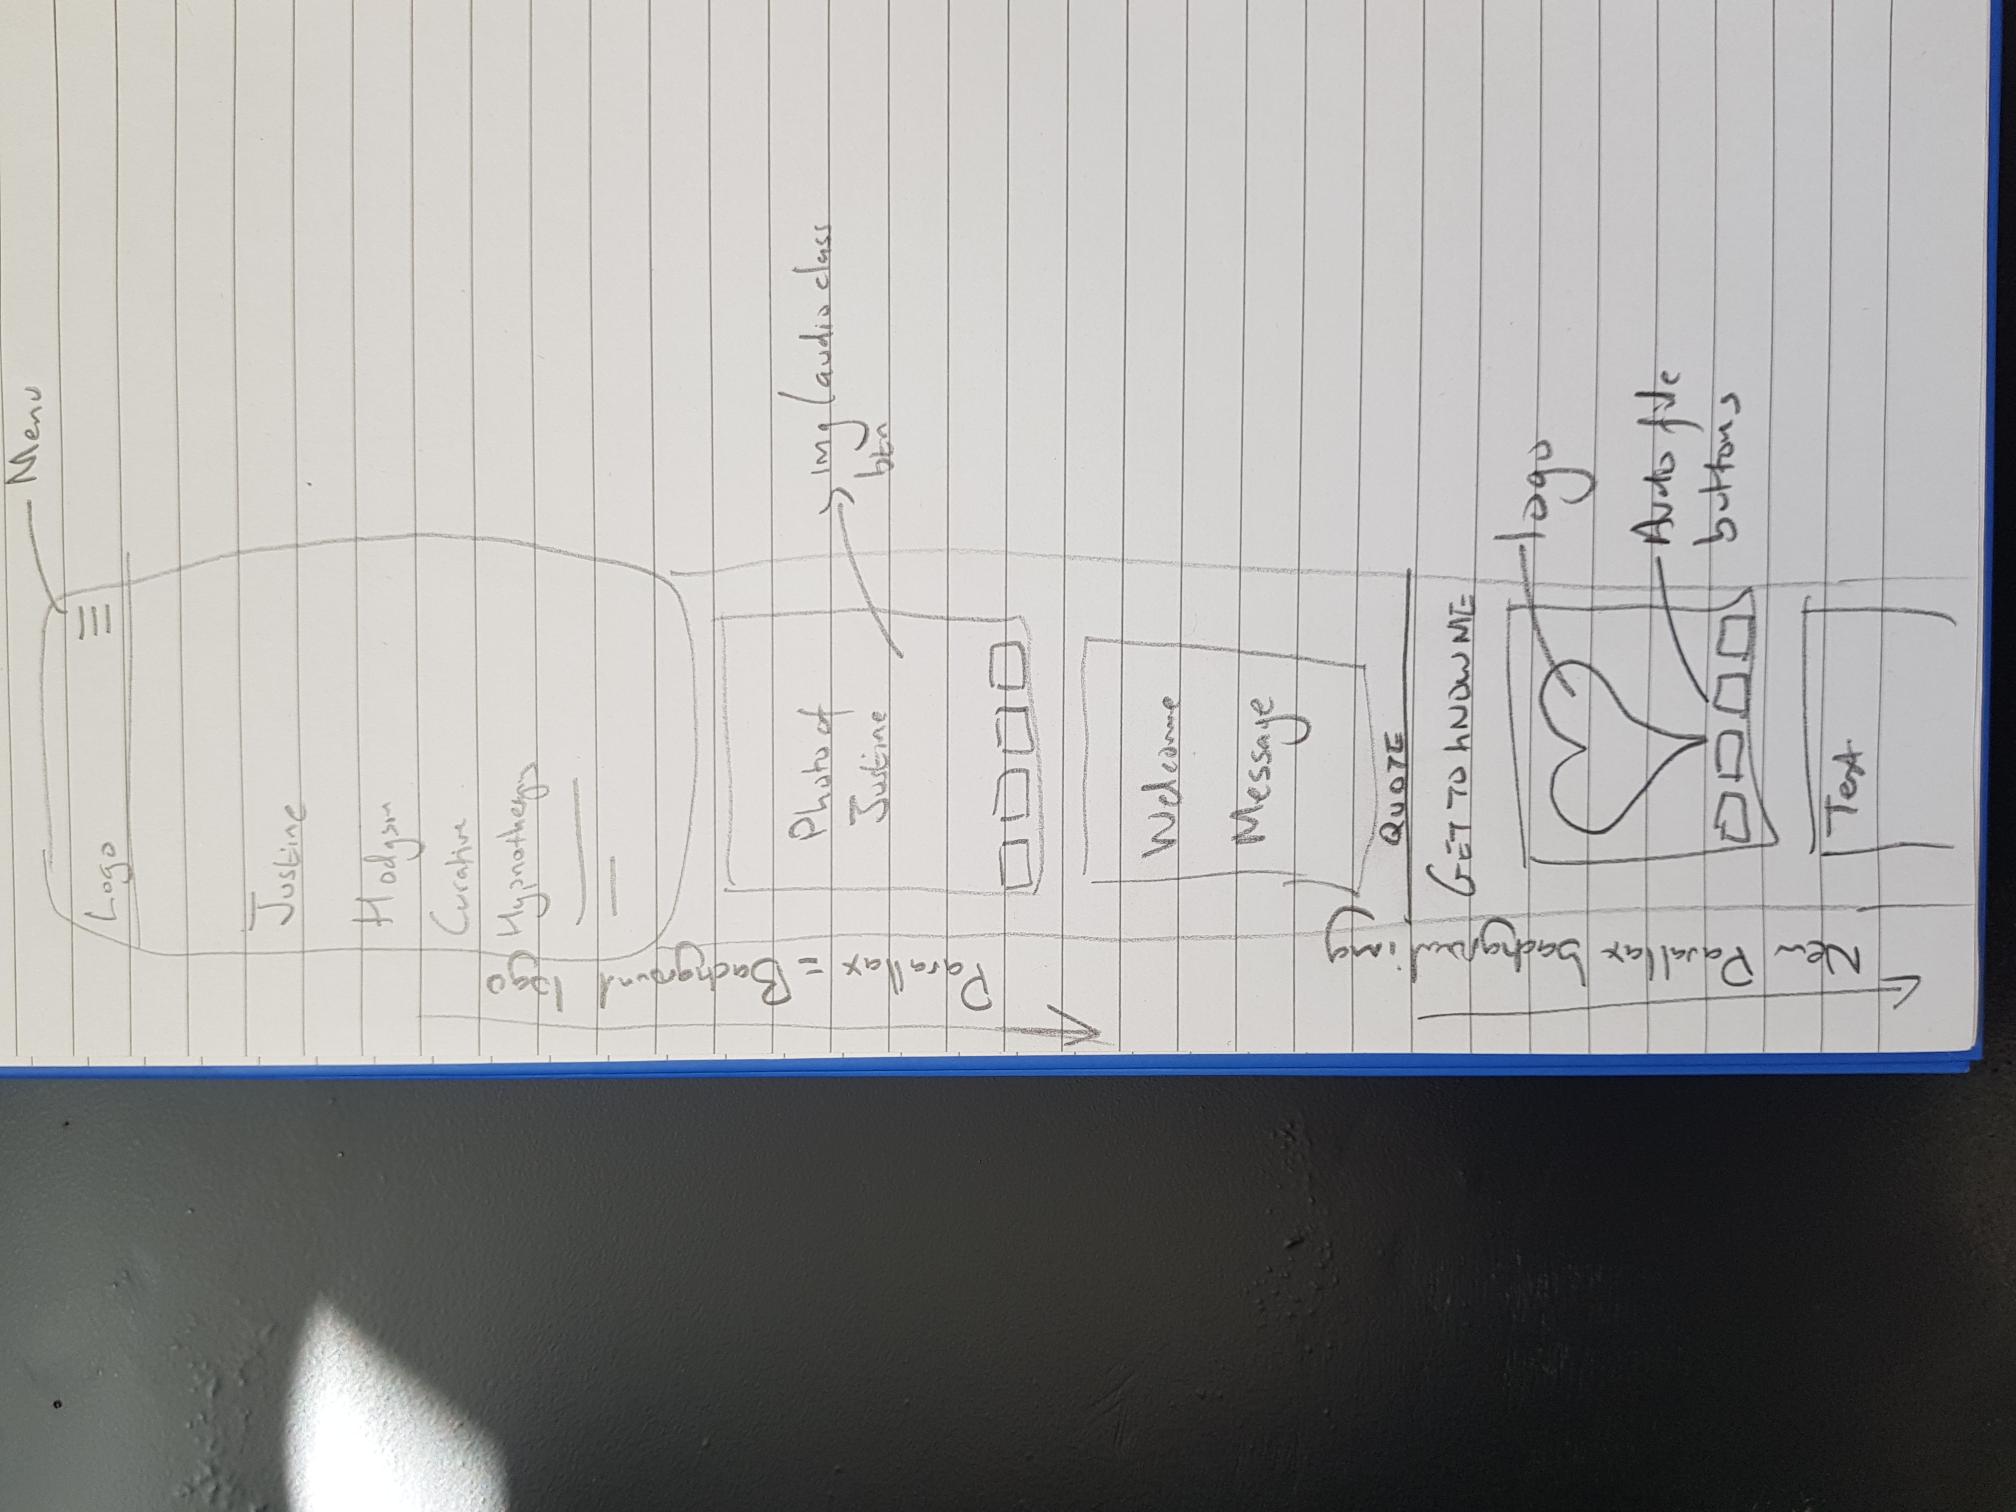 Menu
Logo
Justine
Hodgson
Curative
Hypnotherapy
Parallax = Background logo
Photo of
Justine
img / audio class
btn
Welcome
Message
QUOTE
New Parallax background img
GET TO KNOW ME
logo
Audio file
buttons
Text